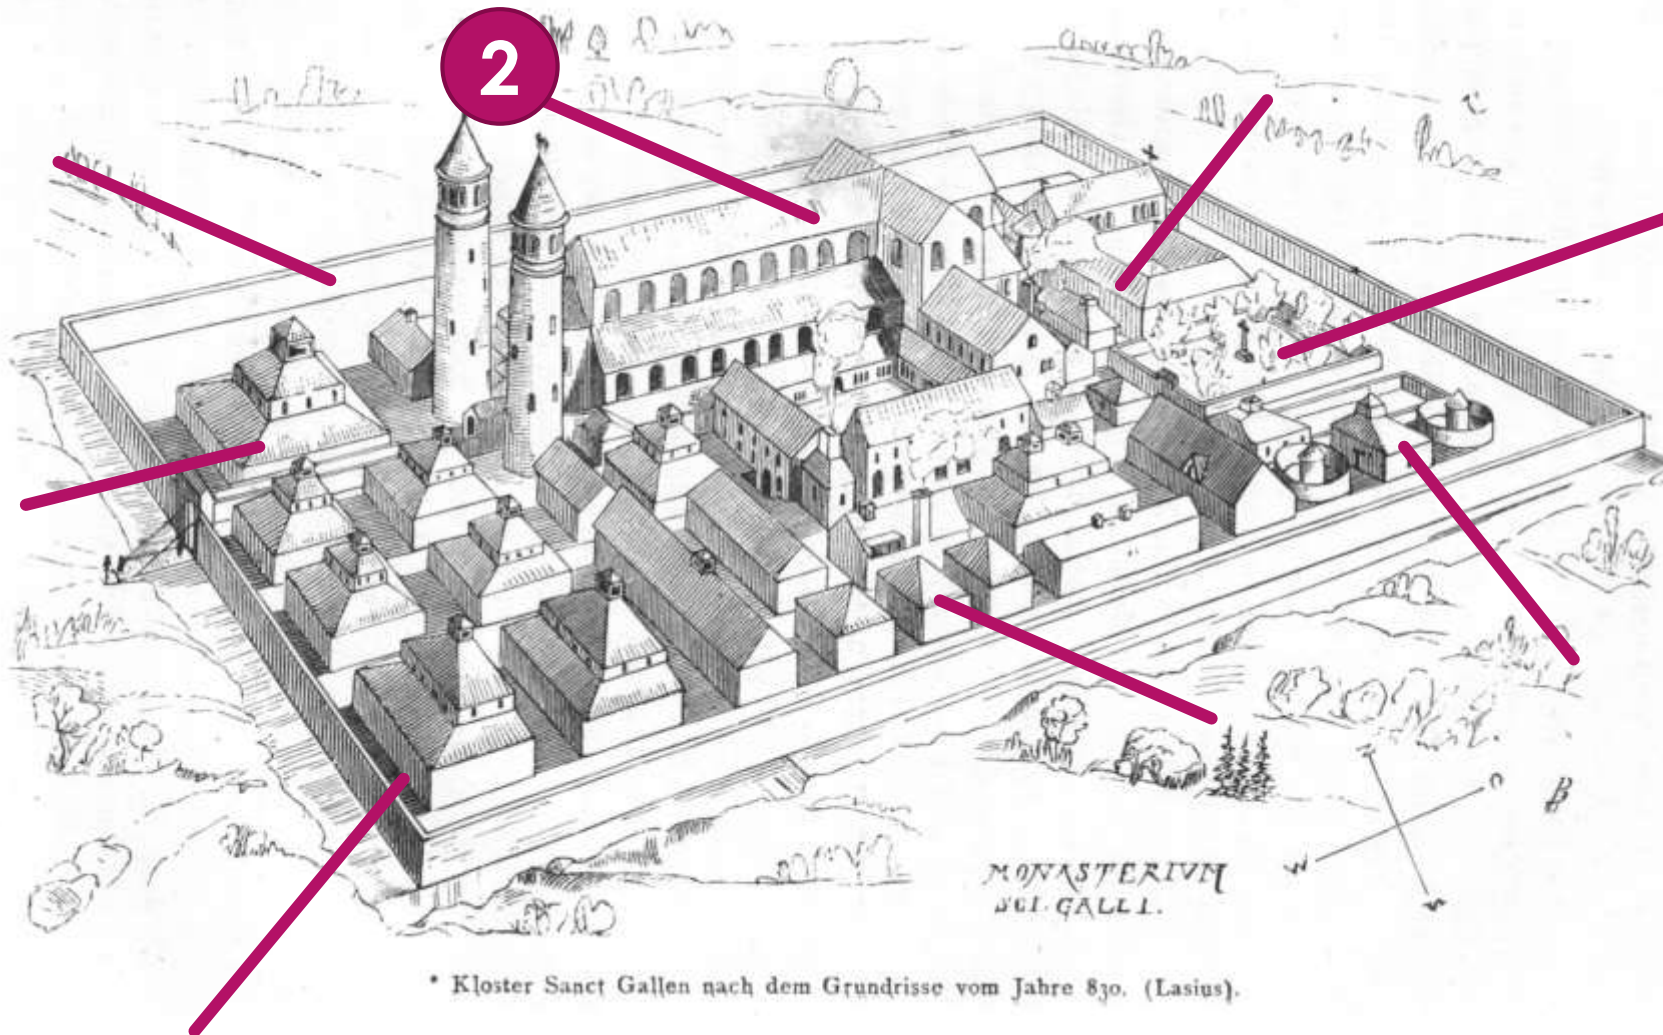 2
MONASTERIVM
SCI. GALLI.
W
B
* Kloster Sanct Gallen nach dem Grundrisse vom Jahre 830. (Lasius).